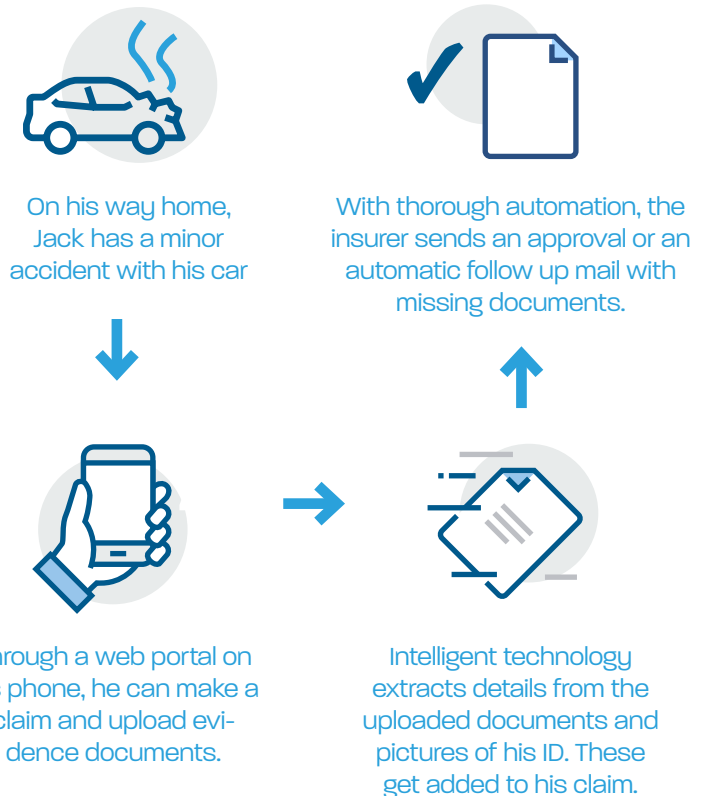 On his way home,
Jack has a minor
accident with his car
hrough a web portal on
s phone, he can make a
claim and upload evi-
dence documents.
Intelligent technology
extracts details from the
uploaded documents and
pictures of his ID. These
get added to his claim.
With thorough automation, the
insurer sends an approval or an
automatic follow up mail with
missing documents.